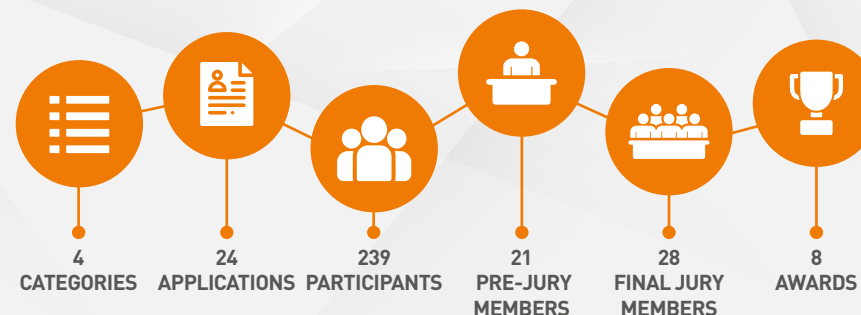 4
CATEGORIES
24
APPLICATIONS
239
PARTICIPANTS
21
PRE-JURY
MEMBERS
28
FINAL JURY
MEMBERS
8
AWARDS